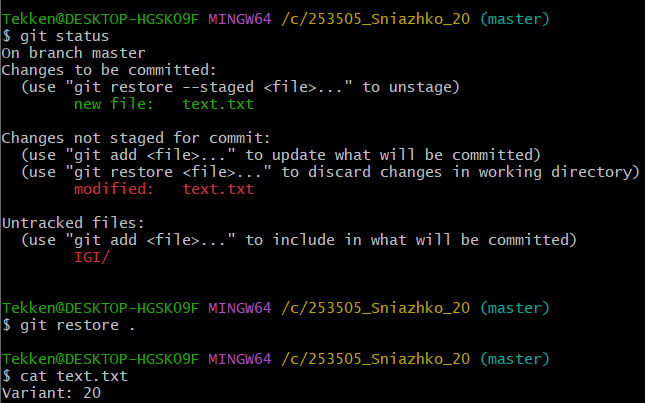 Tekken@DESKTOP-HGSK09F MINGW64 /c/253505_Sniazhko_20 (master)
$ git status
On branch master
Changes to be committed:
  (use "git restore --staged <file>..." to unstage)
        new file:   text.txt

Changes not staged for commit:
  (use "git add <file>..." to update what will be committed)
  (use "git restore <file>..." to discard changes in working directory)
        modified:   text.txt

Untracked files:
  (use "git add <file>..." to include in what will be committed)
        IGI/


Tekken@DESKTOP-HGSK09F MINGW64 /c/253505_Sniazhko_20 (master)
$ git restore .

Tekken@DESKTOP-HGSK09F MINGW64 /c/253505_Sniazhko_20 (master)
$ cat text.txt
Variant: 20